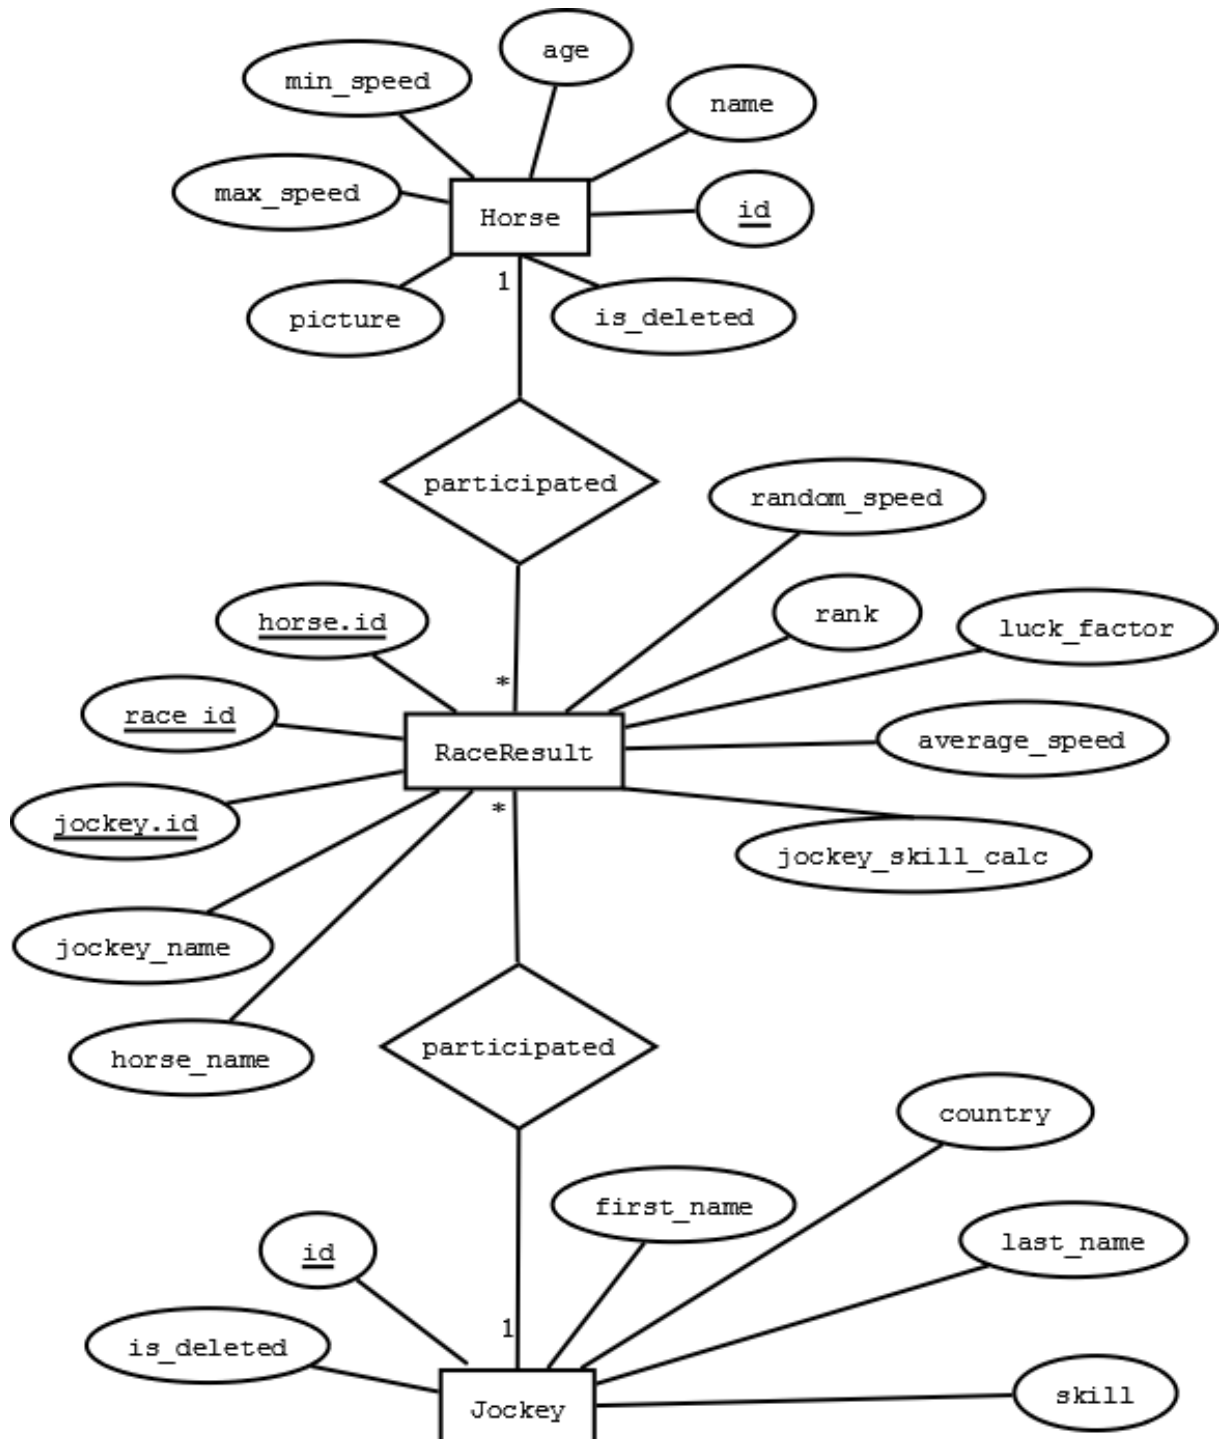 age
min_speed
name
max_speed
id
Horse
1
picture
is_deleted
participated
random_speed
rank
horse.id
luck_factor
*
race_id
average_speed
RaceResult
*
jockey.id
jockey_skill_calc
jockey_name
participated
horse_name
country
first_name
last_name
id
1
is_deleted
skill
Jockey